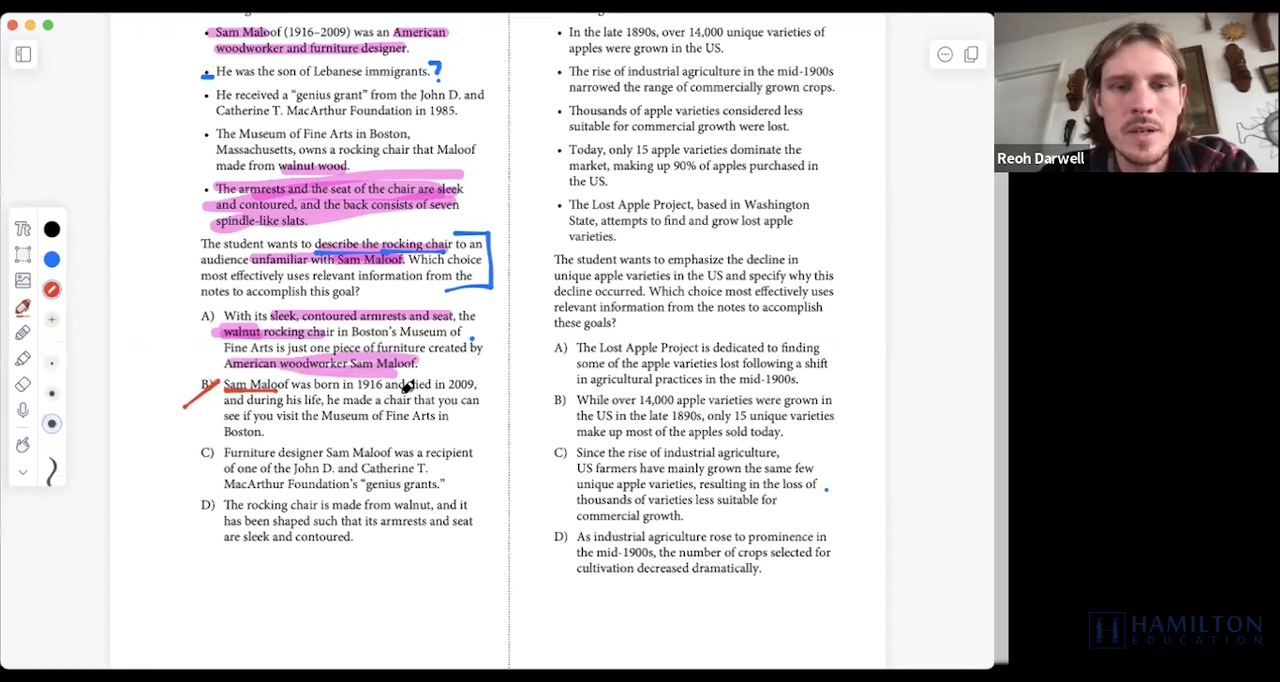 • Sam Maloof (1916–2009) was an American
woodworker and furniture designer.
• He was the son of Lebanese immigrants. ?
• He received a “genius grant” from the John D. and
Catherine T. MacArthur Foundation in 1985.
• The Museum of Fine Arts in Boston,
Massachusetts, owns a rocking chair that Maloof
made from walnut wood.
• The armrests and the seat of the chair are sleek
and contoured, and the back consists of seven
spindle-like slats.
The student wants to describe the rocking chair to an
audience unfamiliar with Sam Maloof. Which choice
most effectively uses relevant information from the
notes to accomplish this goal?
A) With its sleek, contoured armrests and seat, the
walnut rocking chair in Boston’s Museum of
Fine Arts is just one piece of furniture created by
American woodworker Sam Maloof.
B) Sam Maloof was born in 1916 and died in 2009,
and during his life, he made a chair that you can
see if you visit the Museum of Fine Arts in
Boston.
C) Furniture designer Sam Maloof was a recipient
of one of the John D. and Catherine T.
MacArthur Foundation’s “genius grants.”
D) The rocking chair is made from walnut, and it
has been shaped such that its armrests and seat
are sleek and contoured.
• In the late 1890s, over 14,000 unique varieties of
apples were grown in the US.
• The rise of industrial agriculture in the mid-1900s
narrowed the range of commercially grown crops.
• Thousands of apple varieties considered less
suitable for commercial growth were lost.
• Today, only 15 apple varieties dominate the
market, making up 90% of apples purchased in
the US.
• The Lost Apple Project, based in Washington
State, attempts to find and grow lost apple
varieties.
The student wants to emphasize the decline in
unique apple varieties in the US and specify why this
decline occurred. Which choice most effectively uses
relevant information from the notes to accomplish
these goals?
A) The Lost Apple Project is dedicated to finding
some of the apple varieties lost following a shift
in agricultural practices in the mid-1900s.
B) While over 14,000 apple varieties were grown in
the US in the late 1890s, only 15 unique varieties
make up most of the apples sold today.
C) Since the rise of industrial agriculture,
US farmers have mainly grown the same few
unique apple varieties, resulting in the loss of
thousands of varieties less suitable for
commercial growth.
D) As industrial agriculture rose to prominence in
the mid-1900s, the number of crops selected for
cultivation decreased dramatically.
Reoh Darwell
H HAMILTON
EDUCATION